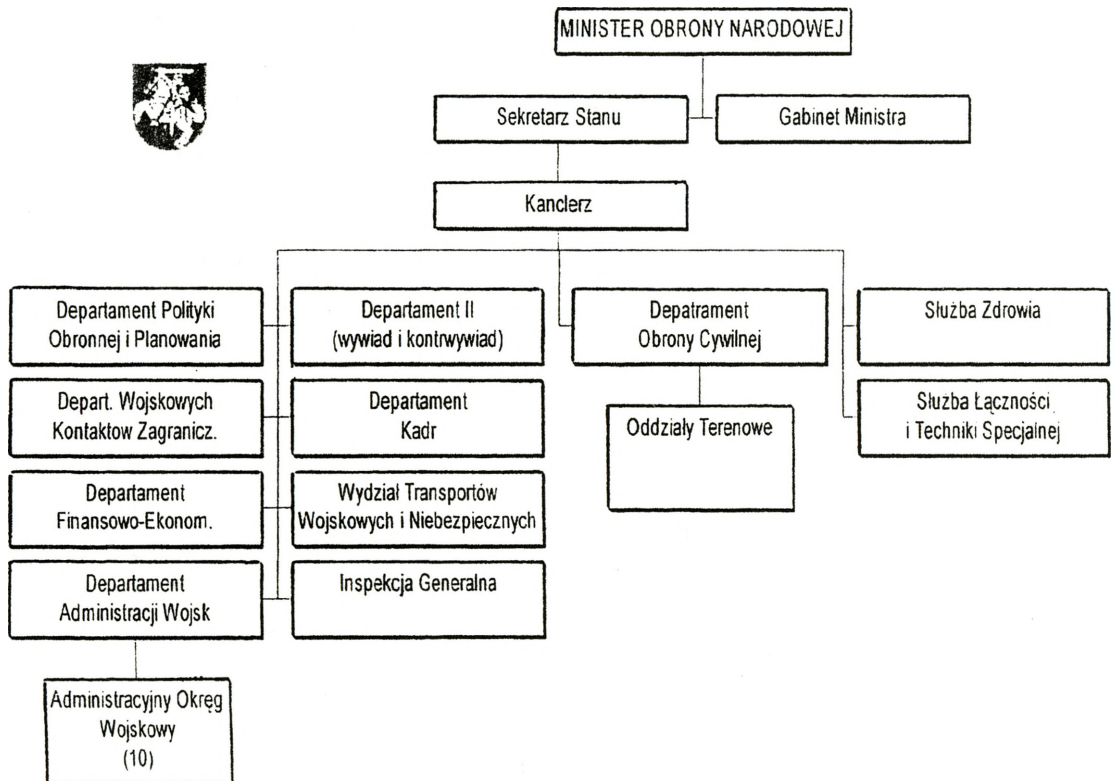 MINISTER OBRONY NARODOWEJ
Sekretarz Stanu
Gabinet Ministra
Kanclerz
Departament Polityki
Obronnej i Planowania
Departament II
(wywiad i kontrwywiad)
Depatrament
Obrony Cywilnej
Służba Zdrowia
Depart. Wojskowych
Kontaktow Zagranicz.
Departament
Kadr
Oddziały Terenowe
Służba Łączności
i Techniki Specjalnej
Departament
Finansowo-Ekonom.
Wydział Transportów
Wojskowych i Niebezpiecznych
Departament
Administracji Wojsk
Inspekcja Generalna
Administracyjny Okręg
Wojskowy
(10)